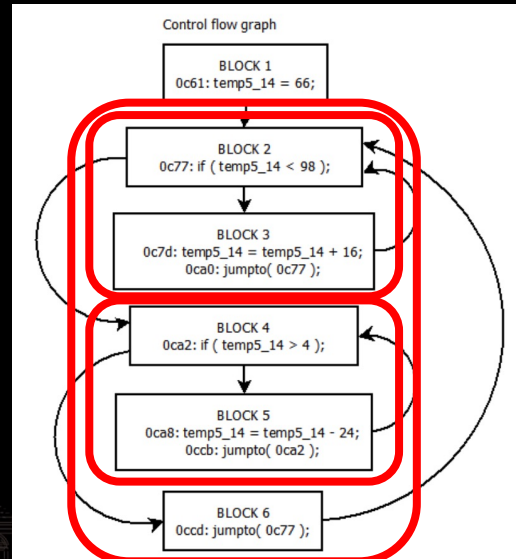 Control flow graph
BLOCK 1
0c61: temp5_14 = 66;
BLOCK 2
0c77: if ( temp5_14 < 98 );
BLOCK 3
0c7d: temp5_14 = temp5_14 + 16;
0ca0: jumpto( 0c77 );
BLOCK 4
0ca2: if ( temp5_14 > 4 );
BLOCK 5
0ca8: temp5_14 = temp5_14 - 24;
0ccb: jumpto( 0ca2 );
BLOCK 6
0ccd: jumpto( 0c77 );